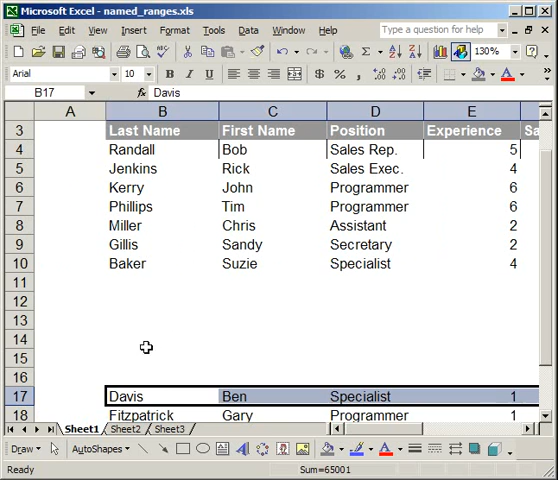 Microsoft Excel - named_ranges.xls
File Edit View Insert Format Tools Data Window Help Type a question for help
Σ 130%
Arial 10 B I U $ % , .00
B17 fx Davis
A B C D E
3 Last Name First Name Position Experience Sa
4 Randall Bob Sales Rep. 5
5 Jenkins Rick Sales Exec. 4
6 Kerry John Programmer 6
7 Phillips Tim Programmer 6
8 Miller Chris Assistant 2
9 Gillis Sandy Secretary 2
10 Baker Suzie Specialist 4
11
12
13
14
15
16
17 Davis Ben Specialist 1
18 Fitzpatrick Gary Programmer 1
Sheet1 Sheet2 Sheet3
Draw AutoShapes A A
Ready Sum=65001